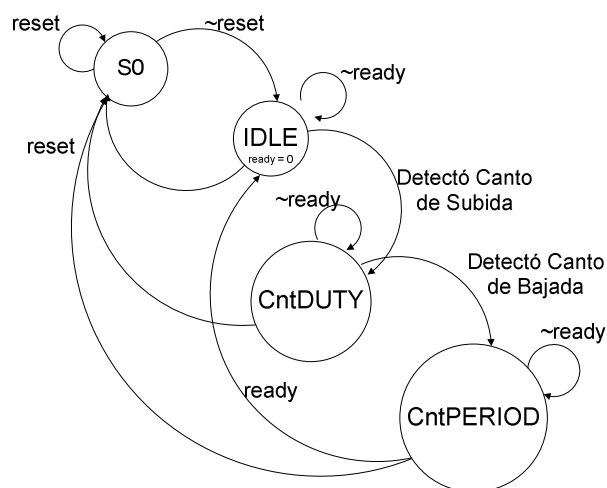 reset
~reset
S0
~ready
IDLE
ready = 0
reset
Detectó Canto
de Subida
~ready
Detectó Canto
de Bajada
CntDUTY
~ready
ready
CntPERIOD